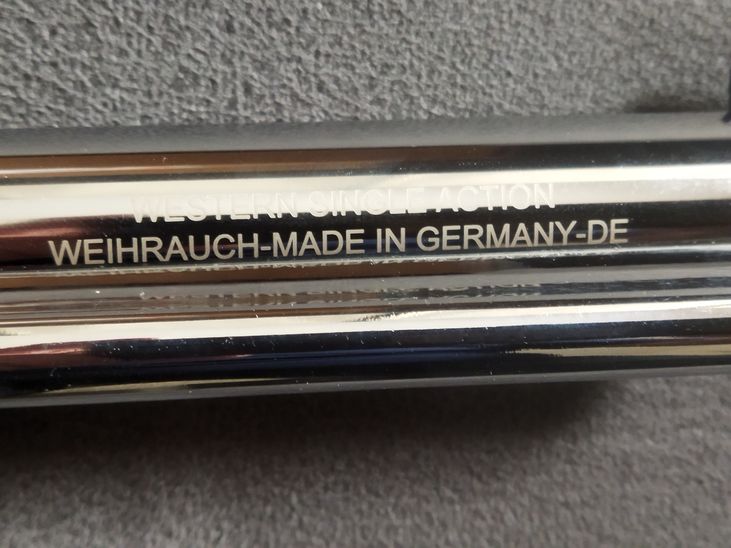 WESTERN SINGLE ACTION
WEIHRAUCH-MADE IN GERMANY-DE